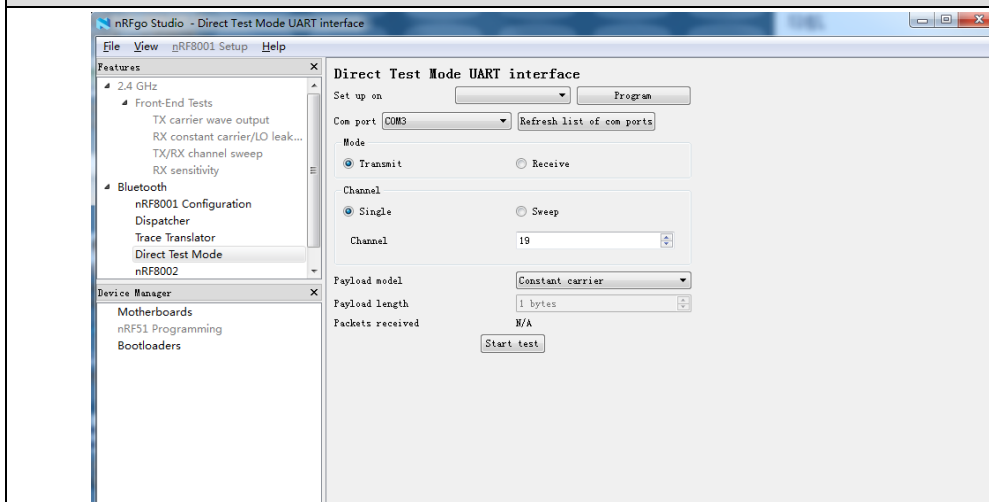 nRFgo Studio - Direct Test Mode UART interface
File View nRF8001 Setup Help
Features
2.4 GHz
Front-End Tests
TX carrier wave output
RX constant carrier/LO leak...
TX/RX channel sweep
RX sensitivity
Bluetooth
nRF8001 Configuration
Dispatcher
Trace Translator
Direct Test Mode
nRF8002
Device Manager
Motherboards
nRF51 Programming
Bootloaders
Direct Test Mode UART interface
Set up on Program
Com port COM3 Refresh list of com ports
Mode
Transmit Receive
Channel
Single Sweep
Channel 19
Payload model Constant carrier
Payload length 1 bytes
Packets received N/A
Start test